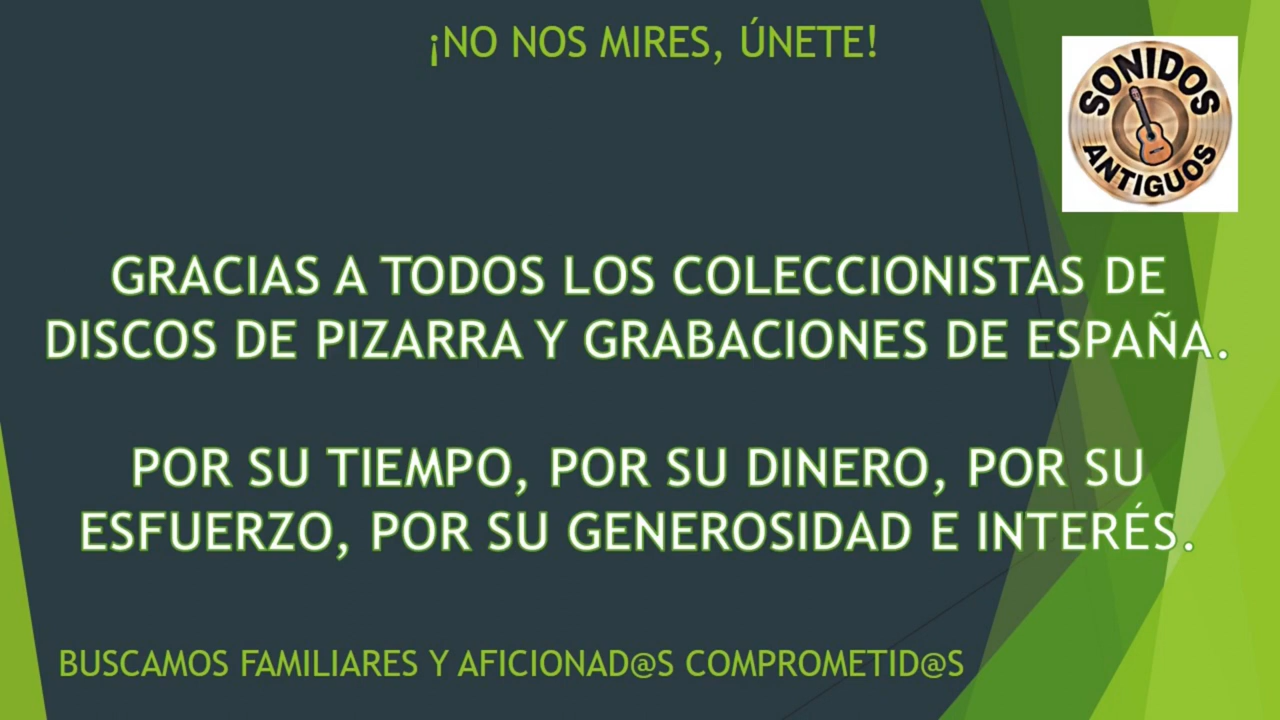 ¡NO NOS MIRES, ÚNETE!
SONIDOS
ANTIGUOS
GRACIAS A TODOS LOS COLECCIONISTAS DE
DISCOS DE PIZARRA Y GRABACIONES DE ESPAÑA.
POR SU TIEMPO, POR SU DINERO, POR SU
ESFUERZO, POR SU GENEROSIDAD E INTERÉS.
BUSCAMOS FAMILIARES Y AFICIONAD@S COMPROMETID@S